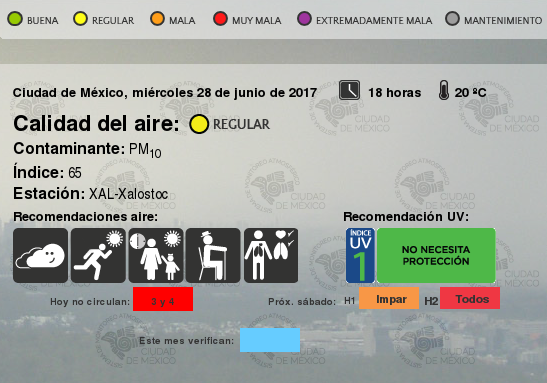 BUENA REGULAR MALA MUY MALA EXTREMADAMENTE MALA MANTENIMIENTO
Ciudad de México, miércoles 28 de junio de 2017 18 horas 20 ºC
Calidad del aire: REGULAR
Contaminante: PM10
Índice: 65
Estación: XAL-Xalostoc
Recomendaciones aire: Recomendación UV:
ÍNDICE
UV
1
NO NECESITA
PROTECCIÓN
Hoy no circulan: 3 y 4 Próx. sábado: H1 Impar H2 Todos
Este mes verifican:
CIUDAD
DE MÉXICO